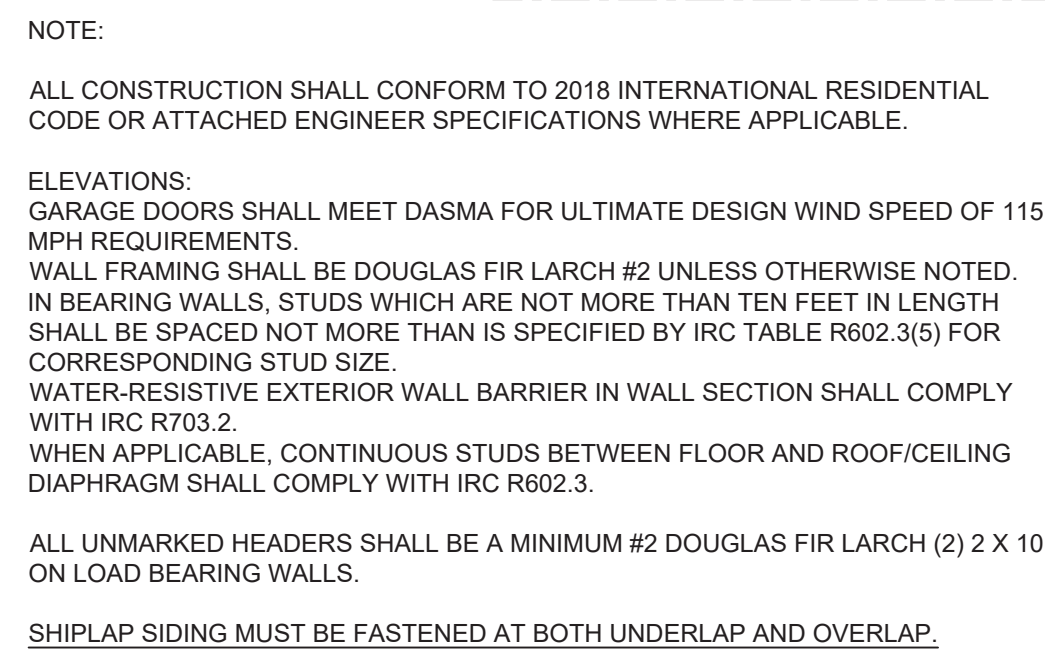 NOTE:
ALL CONSTRUCTION SHALL CONFORM TO 2018 INTERNATIONAL RESIDENTIAL
CODE OR ATTACHED ENGINEER SPECIFICATIONS WHERE APPLICABLE.
ELEVATIONS:
GARAGE DOORS SHALL MEET DASMA FOR ULTIMATE DESIGN WIND SPEED OF 115
MPH REQUIREMENTS.
WALL FRAMING SHALL BE DOUGLAS FIR LARCH #2 UNLESS OTHERWISE NOTED.
IN BEARING WALLS, STUDS WHICH ARE NOT MORE THAN TEN FEET IN LENGTH
SHALL BE SPACED NOT MORE THAN IS SPECIFIED BY IRC TABLE R602.3(5) FOR
CORRESPONDING STUD SIZE.
WATER-RESISTIVE EXTERIOR WALL BARRIER IN WALL SECTION SHALL COMPLY
WITH IRC R703.2.
WHEN APPLICABLE, CONTINUOUS STUDS BETWEEN FLOOR AND ROOF/CEILING
DIAPHRAGM SHALL COMPLY WITH IRC R602.3.
ALL UNMARKED HEADERS SHALL BE A MINIMUM #2 DOUGLAS FIR LARCH (2) 2 X 10
ON LOAD BEARING WALLS.
SHIPLAP SIDING MUST BE FASTENED AT BOTH UNDERLAP AND OVERLAP.